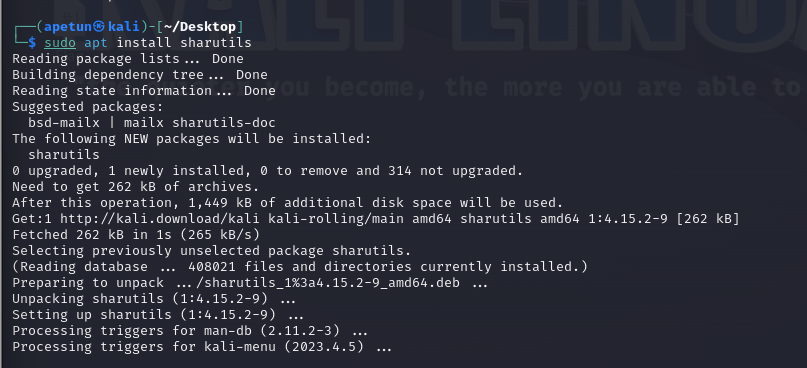 ┌──(apetun㉿kali)-[~/Desktop]
└─$ sudo apt install sharutils
Reading package lists... Done
Building dependency tree... Done
Reading state information... Done
Suggested packages:
  bsd-mailx | mailx sharutils-doc
The following NEW packages will be installed:
  sharutils
0 upgraded, 1 newly installed, 0 to remove and 314 not upgraded.
Need to get 262 kB of archives.
After this operation, 1,449 kB of additional disk space will be used.
Get:1 http://kali.download/kali kali-rolling/main amd64 sharutils amd64 1:4.15.2-9 [262 kB]
Fetched 262 kB in 1s (265 kB/s)
Selecting previously unselected package sharutils.
(Reading database ... 408021 files and directories currently installed.)
Preparing to unpack .../sharutils_1%3a4.15.2-9_amd64.deb ...
Unpacking sharutils (1:4.15.2-9) ...
Setting up sharutils (1:4.15.2-9) ...
Processing triggers for man-db (2.11.2-3) ...
Processing triggers for kali-menu (2023.4.5) ...
you become, the more you are able to